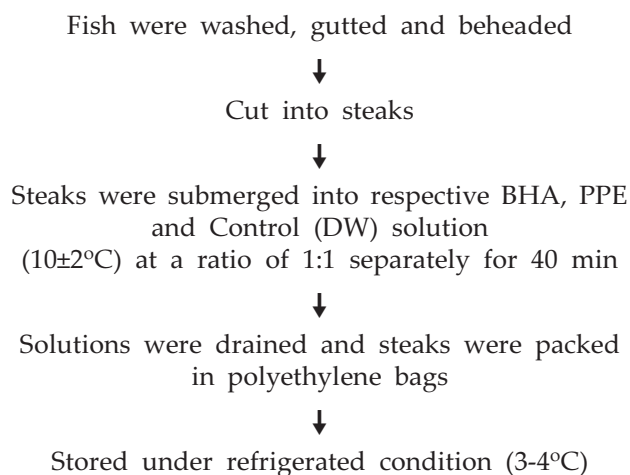 Fish were washed, gutted and beheaded
Cut into steaks
Steaks were submerged into respective BHA, PPE
and Control (DW) solution
(10±2ºC) at a ratio of 1:1 separately for 40 min
Solutions were drained and steaks were packed
in polyethylene bags
Stored under refrigerated condition (3-4ºC)